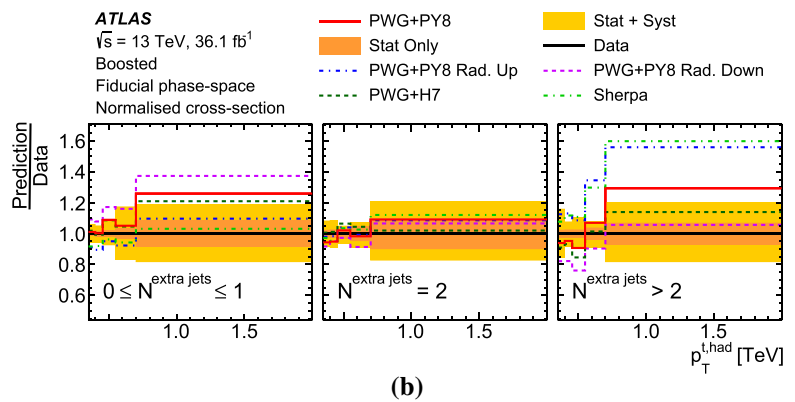 ATLAS
√s = 13 TeV, 36.1 fb⁻¹
Boosted
Fiducial phase-space
Normalised cross-section
PWG+PY8
Stat Only
PWG+PY8 Rad. Up
PWG+H7
Stat + Syst
Data
PWG+PY8 Rad. Down
Sherpa
Prediction
Data
1.6
1.4
1.2
1.0
0.8
0.6
0 ≤ N^extra jets ≤ 1
N^extra jets = 2
N^extra jets > 2
1.0 1.5 1.0 1.5 1.0 1.5
p_T^t,had [TeV]
(b)